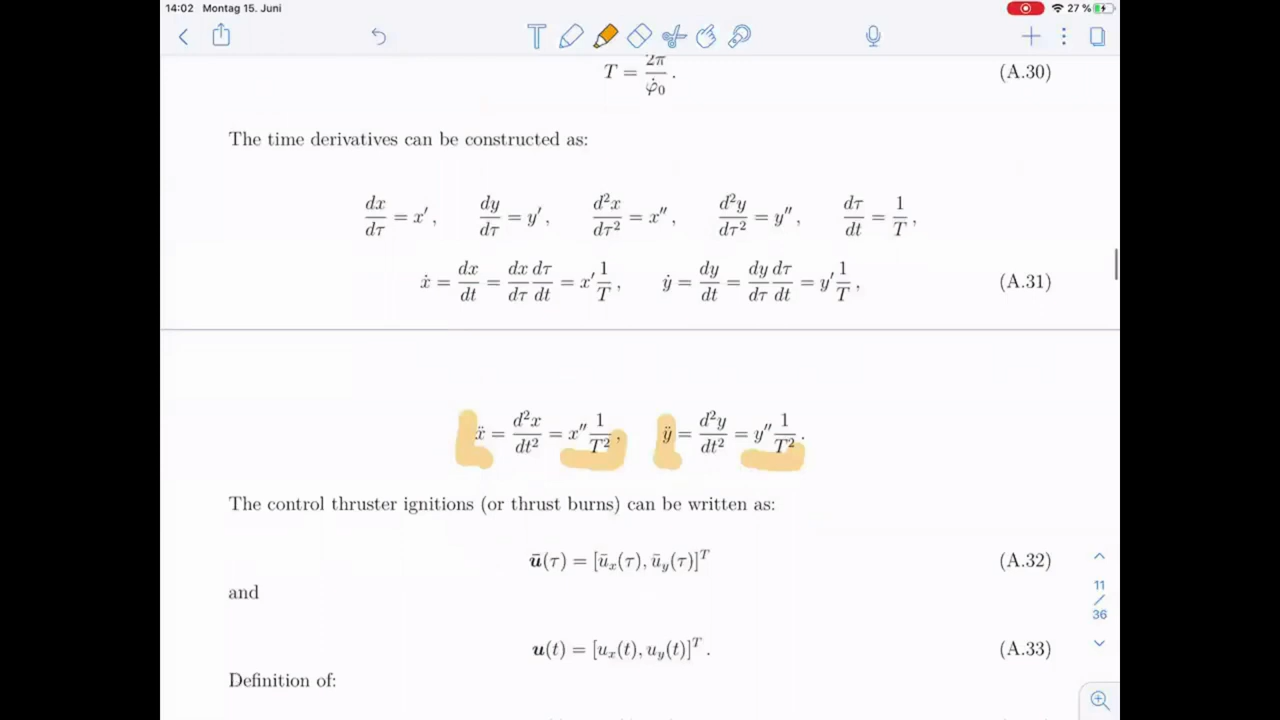 14:02 Montag 15. Juni 27 %
T = 2π / φ̇₀ . (A.30)
The time derivatives can be constructed as:
dx/dτ = x′ , dy/dτ = y′ , d²x/dτ² = x″ , d²y/dτ² = y″ , dτ/dt = 1/T ,
ẋ = dx/dt = dx/dτ dτ/dt = x′ 1/T , ẏ = dy/dt = dy/dτ dτ/dt = y′ 1/T , (A.31)
ẍ = d²x/dt² = x″ 1/T² , ÿ = d²y/dt² = y″ 1/T² .
The control thruster ignitions (or thrust burns) can be written as:
ū(τ) = [ūₓ(τ), ū_y(τ)]ᵀ (A.32)
and
u(t) = [uₓ(t), u_y(t)]ᵀ . (A.33)
Definition of:
11
/
36